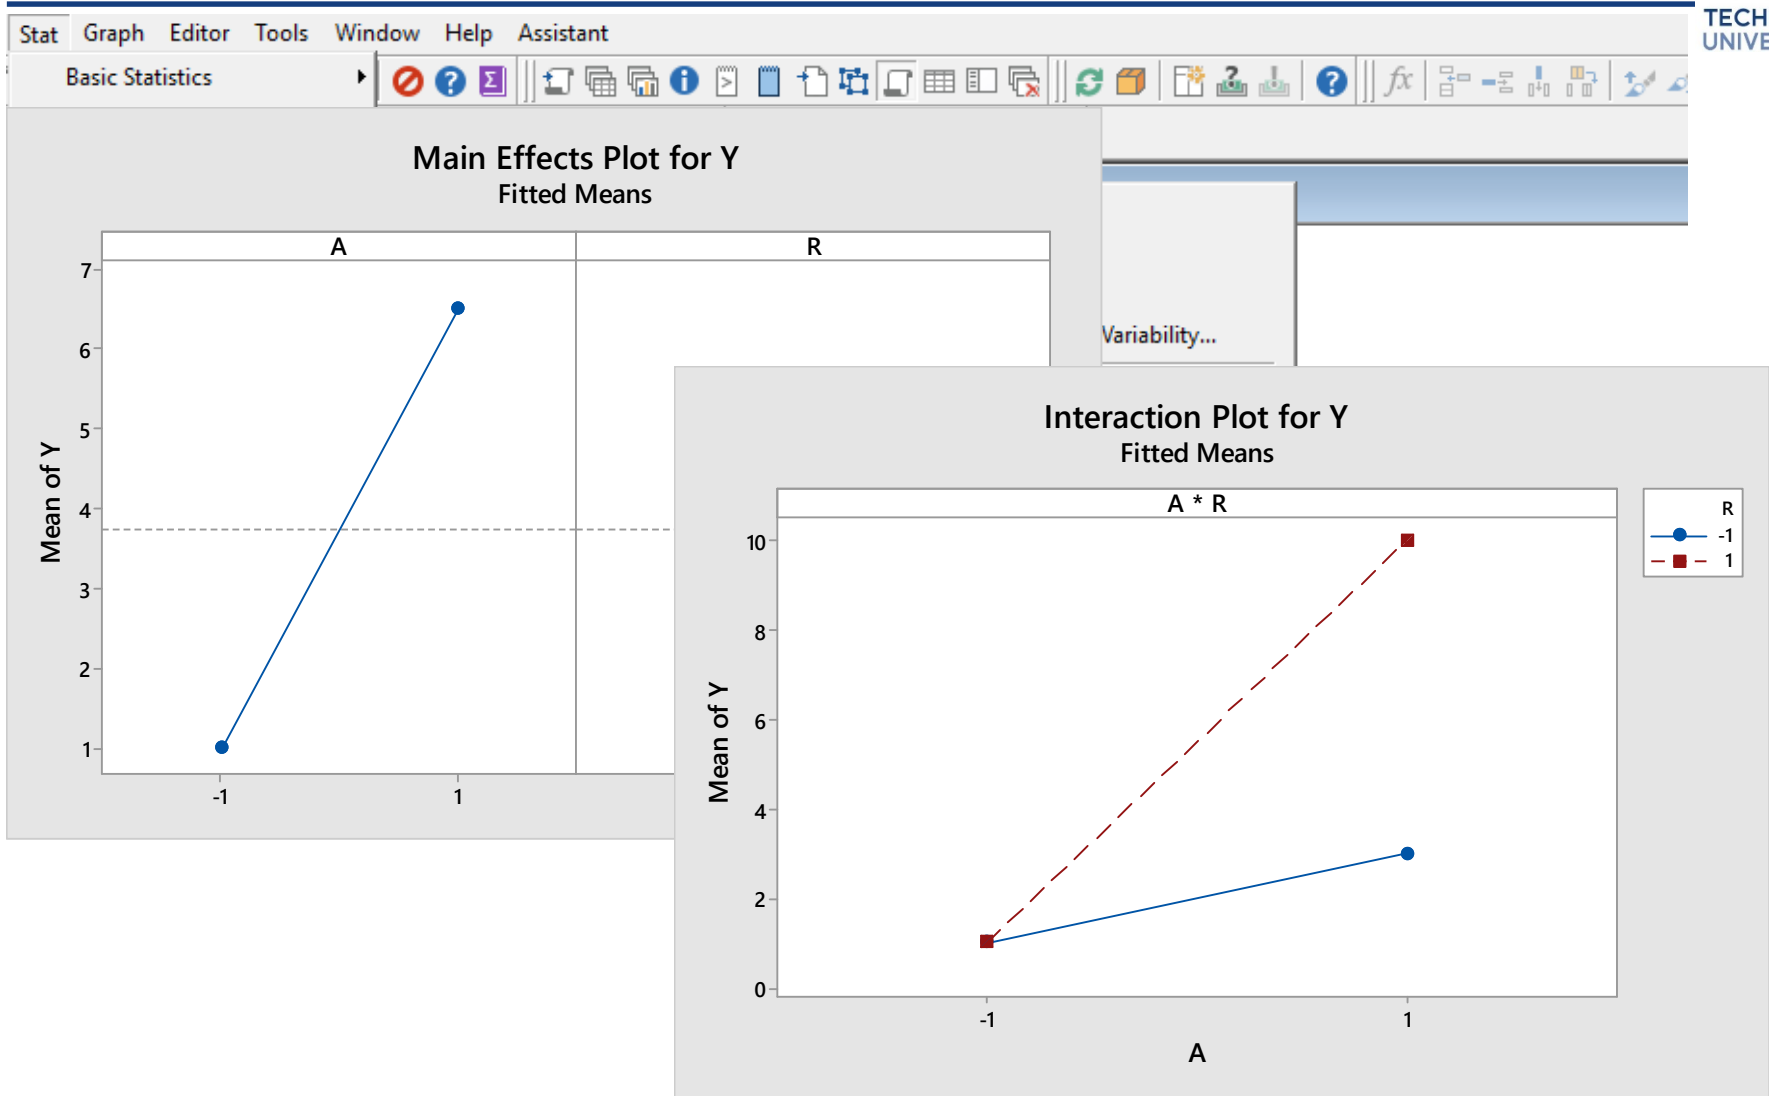 TECH
UNIVE
Stat Graph Editor Tools Window Help Assistant
Basic Statistics
Main Effects Plot for Y
Fitted Means
A R
7
6
5
4
3
2
1
Mean of Y
-1 1
Variability...
Interaction Plot for Y
Fitted Means
A * R
10
8
6
4
2
0
Mean of Y
-1 1
A
R
-1
1